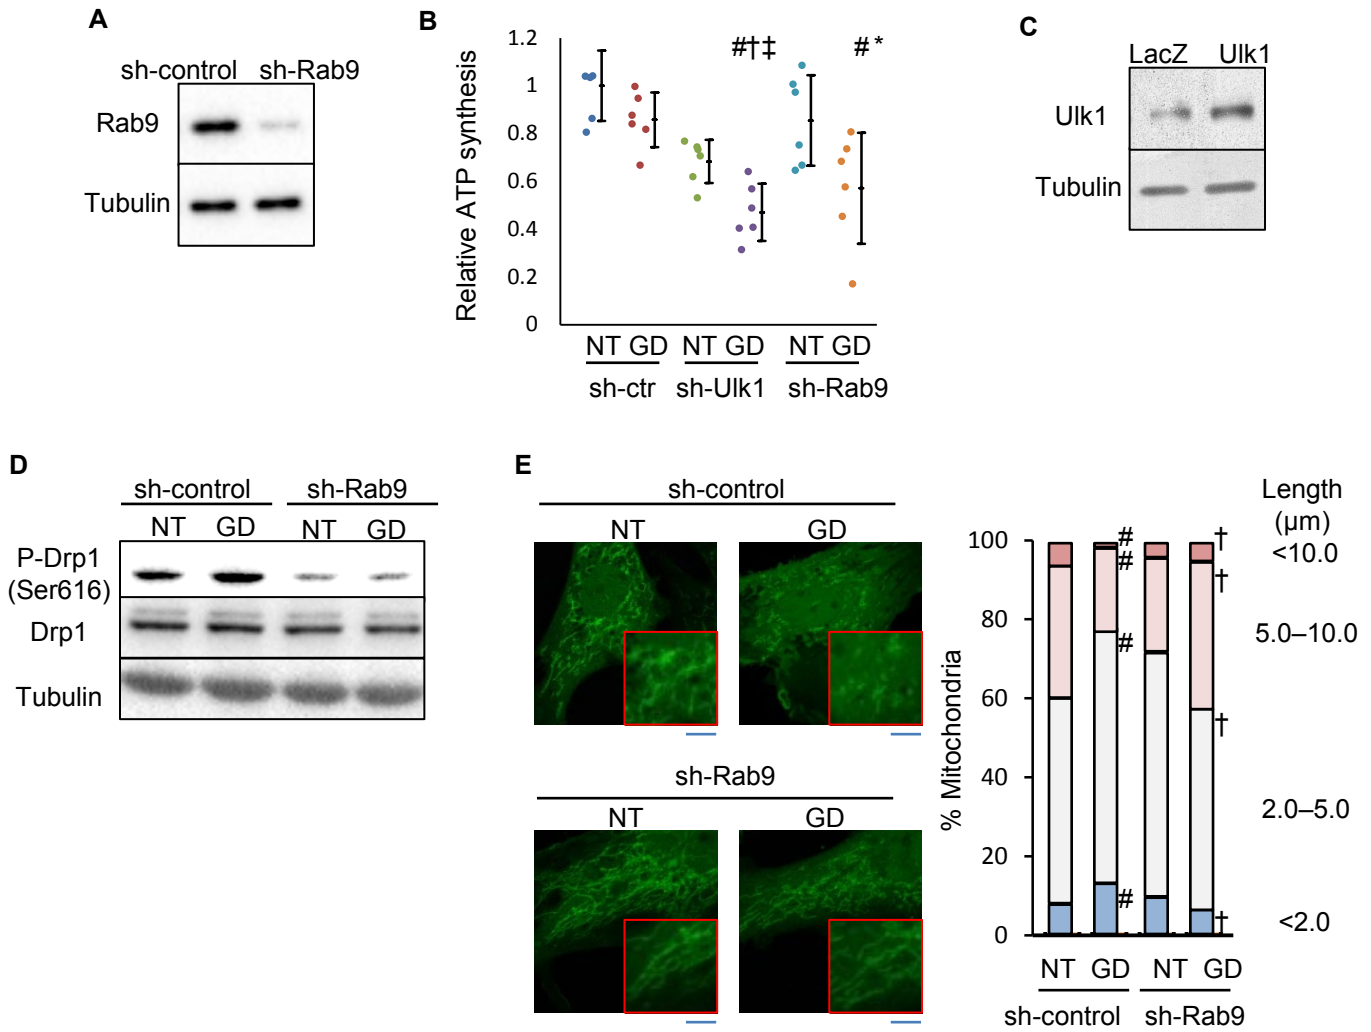 A
sh-control sh-Rab9
Rab9
Tubulin
B
Relative ATP synthesis
1.2
1
0.8
0.6
0.4
0.2
0
#†‡
# *
NT GD NT GD NT GD
sh-ctr sh-Ulk1 sh-Rab9
C
LacZ Ulk1
Ulk1
Tubulin
D
sh-control sh-Rab9
NT GD NT GD
P-Drp1
(Ser616)
Drp1
Tubulin
E
sh-control
NT GD
sh-Rab9
NT GD
% Mitochondria
100
80
60
40
20
0
#
#
#
#
†
†
†
†
NT GD NT GD
sh-control sh-Rab9
Length
(µm)
<10.0
5.0–10.0
2.0–5.0
<2.0